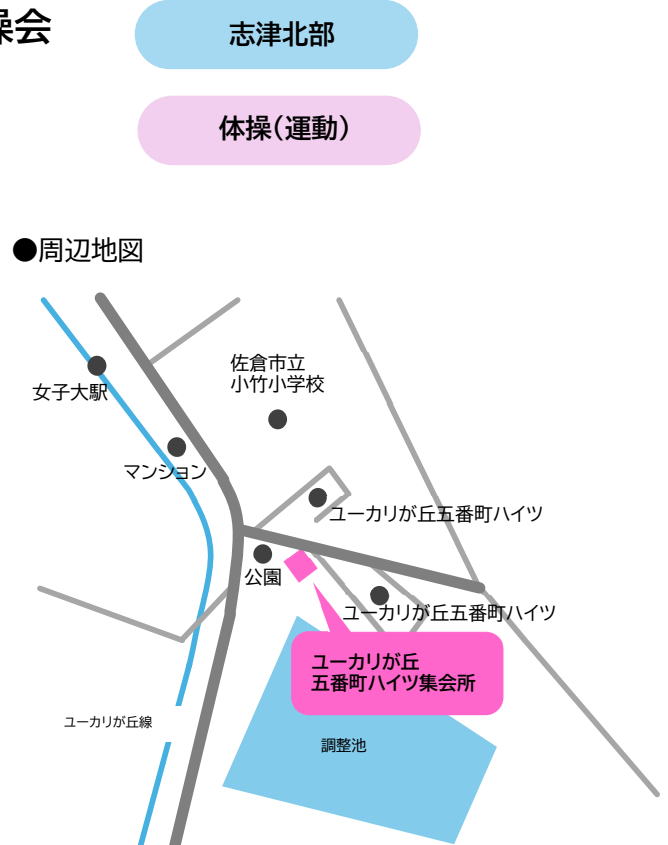 操会
志津北部
体操(運動)
●周辺地図
佐倉市立
小竹小学校
女子大駅
マンション
ユーカリが丘五番町ハイツ
公園
ユーカリが丘五番町ハイツ
ユーカリが丘
五番町ハイツ集会所
ユーカリが丘線
調整池